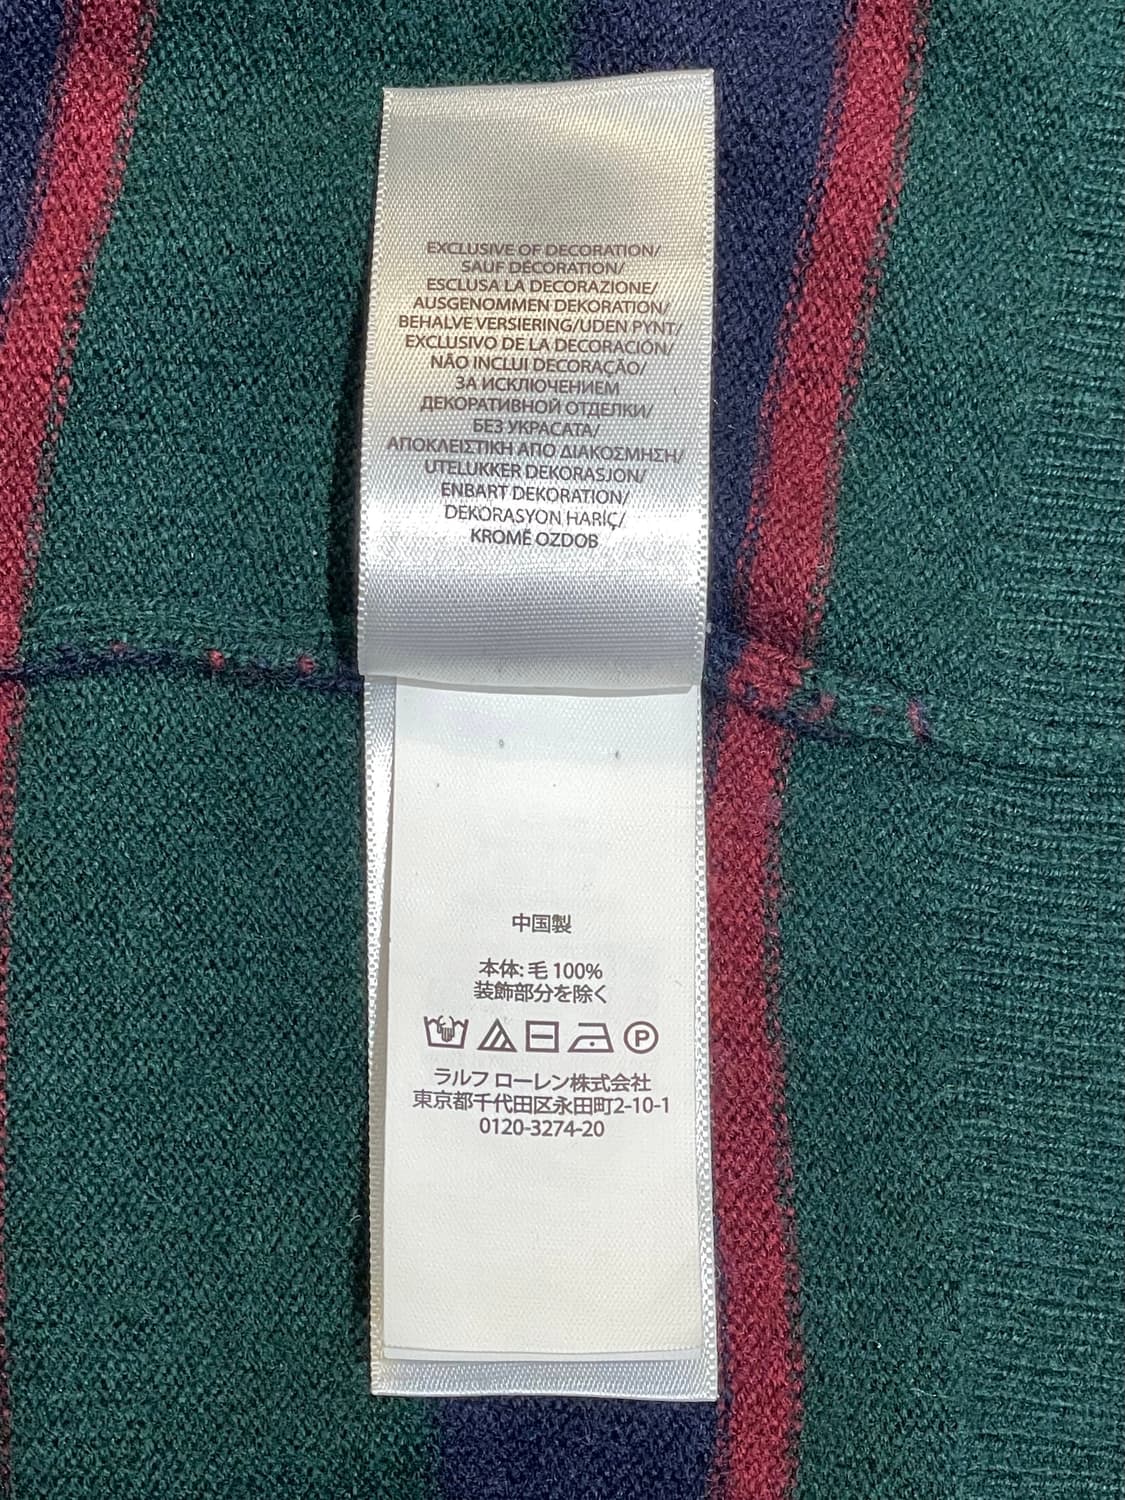 EXCLUSIVE OF DECORATION/
SAUF DÉCORATION/
ESCLUSA LA DECORAZIONE/
AUSGENOMMEN DEKORATION/
BEHALVE VERSIERING/UDEN PYNT/
EXCLUSIVO DE LA DECORACIÓN/
NÃO INCLUI DECORAÇÃO/
ЗА ИСКЛЮЧЕНИЕМ
ДЕКОРАТИВНОЙ ОТДЕЛКИ/
БЕЗ УКРАСАТА/
ΑΠΟΚΛΕΙΣΤΙΚΗ ΑΠΟ ΔΙΑΚΟΣΜΗΣΗ/
UTELUKKER DEKORASJON/
ENBART DEKORATION/
DEKORASYON HARİÇ/
KROMĚ OZDOB
中国製
本体: 毛 100%
装飾部分を除く
P
ラルフ ローレン株式会社
東京都千代田区永田町2-10-1
0120-3274-20